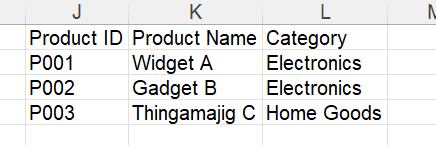 J K L
Product ID Product Name Category
P001 Widget A Electronics
P002 Gadget B Electronics
P003 Thingamajig C Home Goods